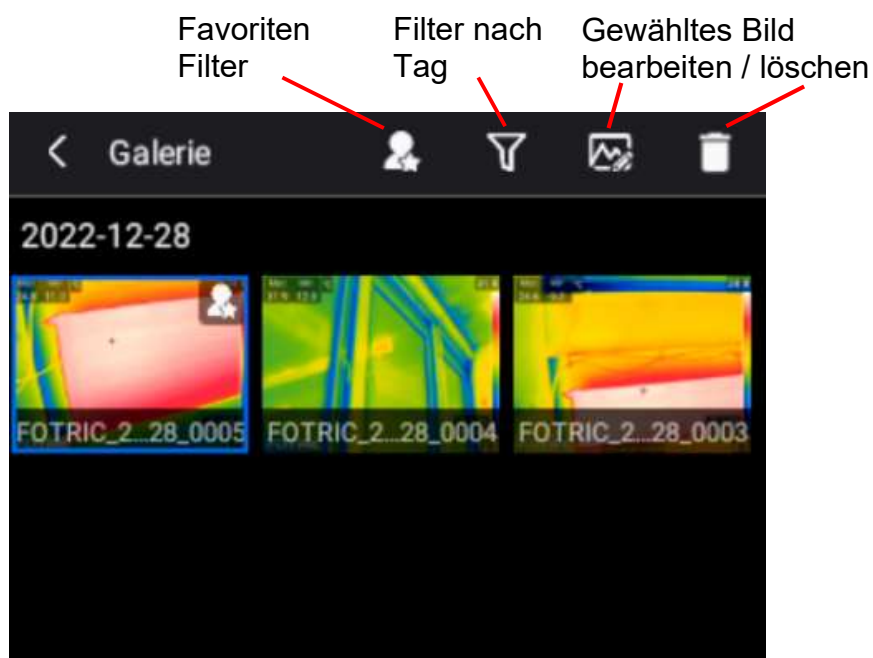 Favoriten
Filter
Filter nach
Tag
Gewähltes Bild
bearbeiten / löschen
Galerie
2022-12-28
FOTRIC_2...28_0005
FOTRIC_2...28_0004
FOTRIC_2...28_0003